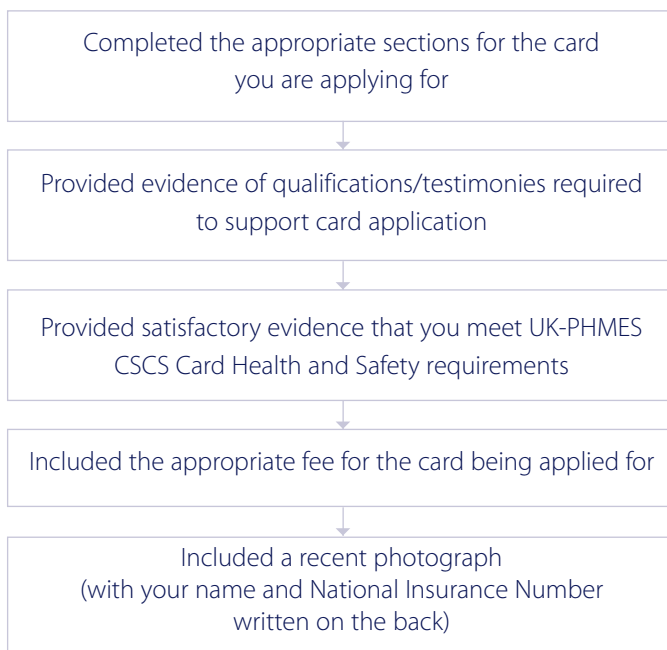 Completed the appropriate sections for the card
you are applying for
Provided evidence of qualifications/testimonies required
to support card application
Provided satisfactory evidence that you meet UK-PHMES
CSCS Card Health and Safety requirements
Included the appropriate fee for the card being applied for
Included a recent photograph
(with your name and National Insurance Number
written on the back)